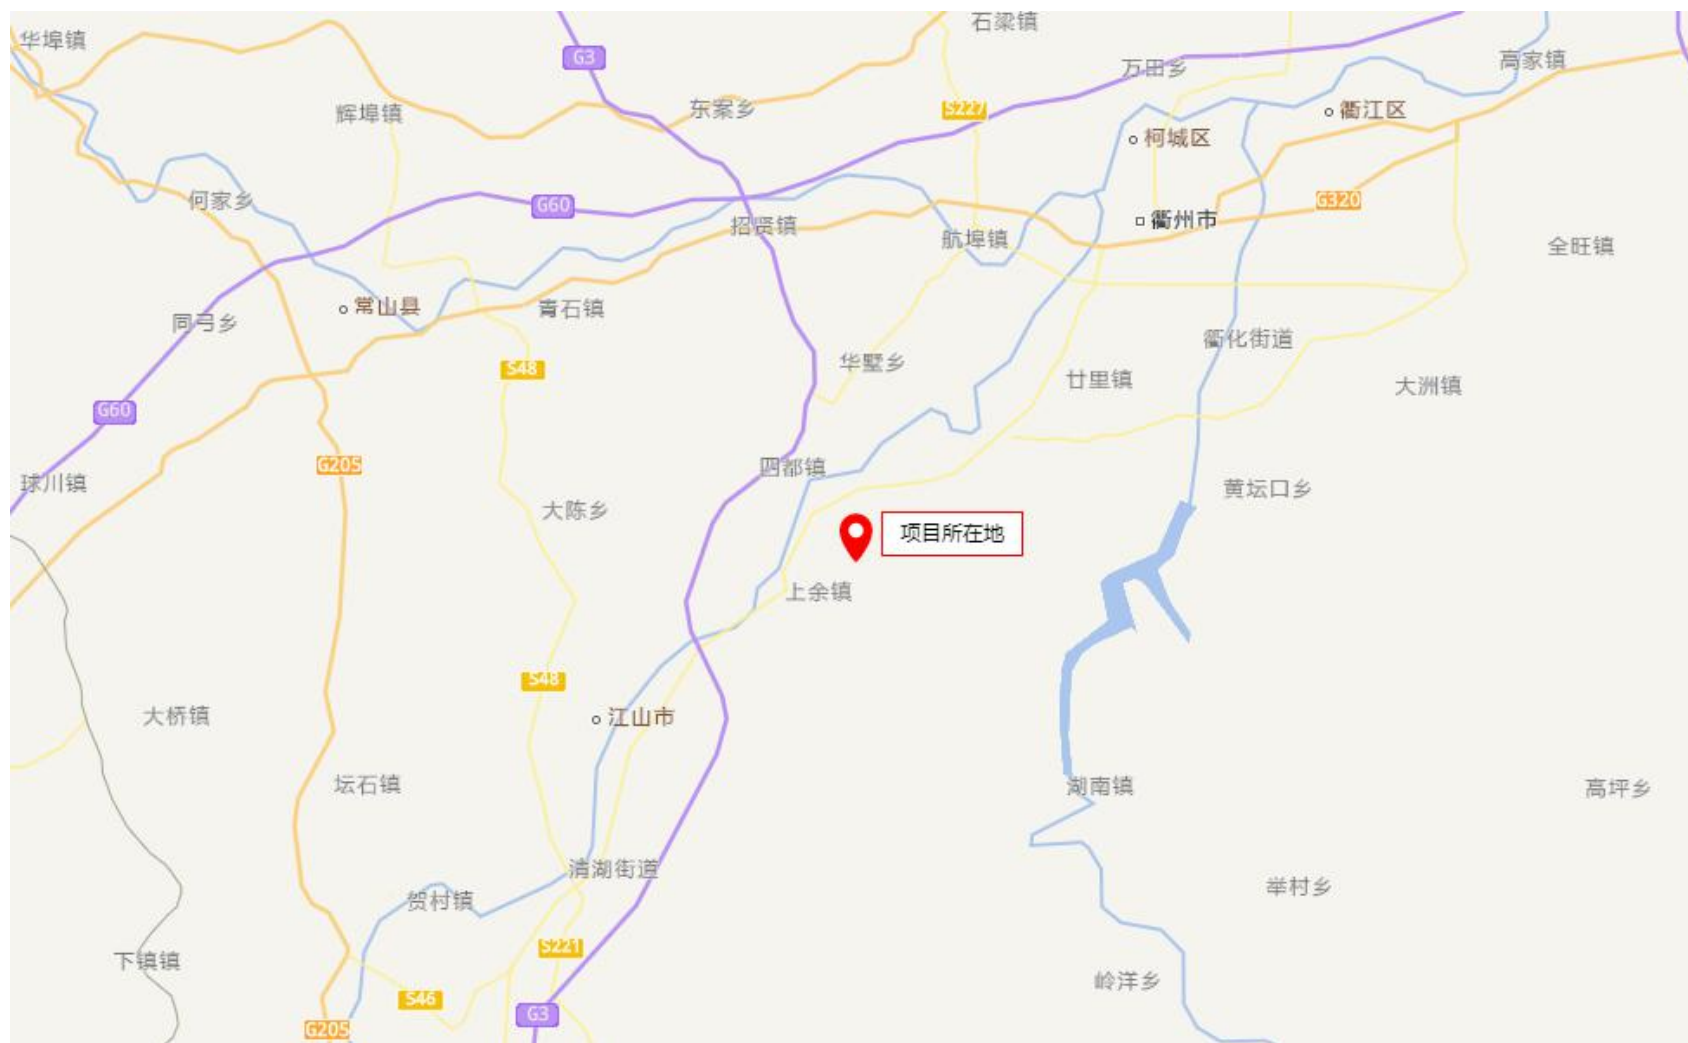 石梁镇
华埠镇
G3
万田乡
高家镇
辉埠镇
东案乡
S227
衢江区
柯城区
何家乡
G60
G320
招贤镇
航埠镇
衢州市
全旺镇
常山县
青石镇
同弓乡
衢化街道
S48
华墅乡
廿里镇
大洲镇
G60
G205
四都镇
球川镇
黄坛口乡
大陈乡
项目所在地
上余镇
S48
大桥镇
江山市
坛石镇
湖南镇
高坪乡
清湖街道
贺村镇
举村乡
S221
下镇镇
岭洋乡
S46
G3
G205